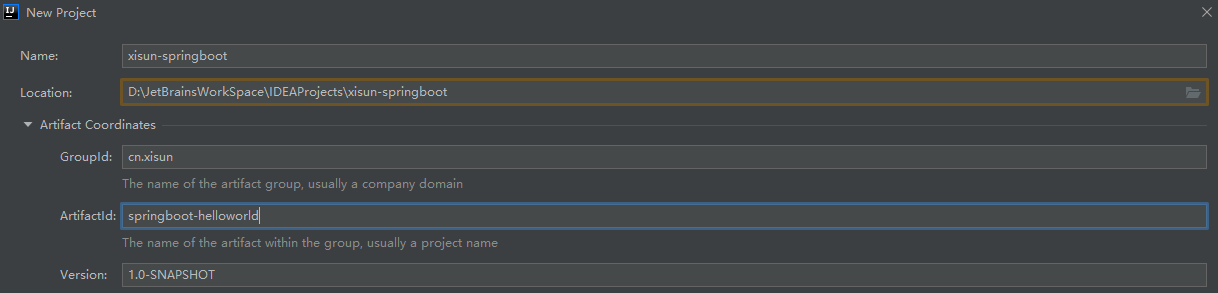 IJ New Project
Name: xisun-springboot
Location: D:\JetBrainsWorkSpace\IDEAProjects\xisun-springboot
Artifact Coordinates
GroupId: cn.xisun
The name of the artifact group, usually a company domain
ArtifactId: springboot-helloworld
The name of the artifact within the group, usually a project name
Version: 1.0-SNAPSHOT